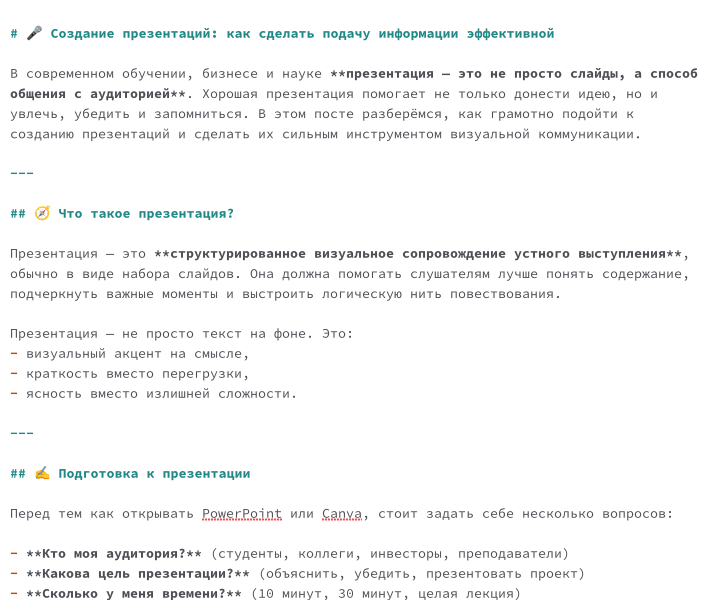 # 🎤 Создание презентаций: как сделать подачу информации эффективной
В современном обучении, бизнесе и науке **презентация — это не просто слайды, а способ
общения с аудиторией**. Хорошая презентация помогает не только донести идею, но и
увлечь, убедить и запомниться. В этом посте разберёмся, как грамотно подойти к
созданию презентаций и сделать их сильным инструментом визуальной коммуникации.
---
## 🧭 Что такое презентация?
Презентация — это **структурированное визуальное сопровождение устного выступления**,
обычно в виде набора слайдов. Она должна помогать слушателям лучше понять содержание,
подчеркнуть важные моменты и выстроить логическую нить повествования.
Презентация — не просто текст на фоне. Это:
- визуальный акцент на смысле,
- краткость вместо перегрузки,
- ясность вместо излишней сложности.
---
## ✍️ Подготовка к презентации
Перед тем как открывать PowerPoint или Canva, стоит задать себе несколько вопросов:
- **Кто моя аудитория?** (студенты, коллеги, инвесторы, преподаватели)
- **Какова цель презентации?** (объяснить, убедить, презентовать проект)
- **Сколько у меня времени?** (10 минут, 30 минут, целая лекция)